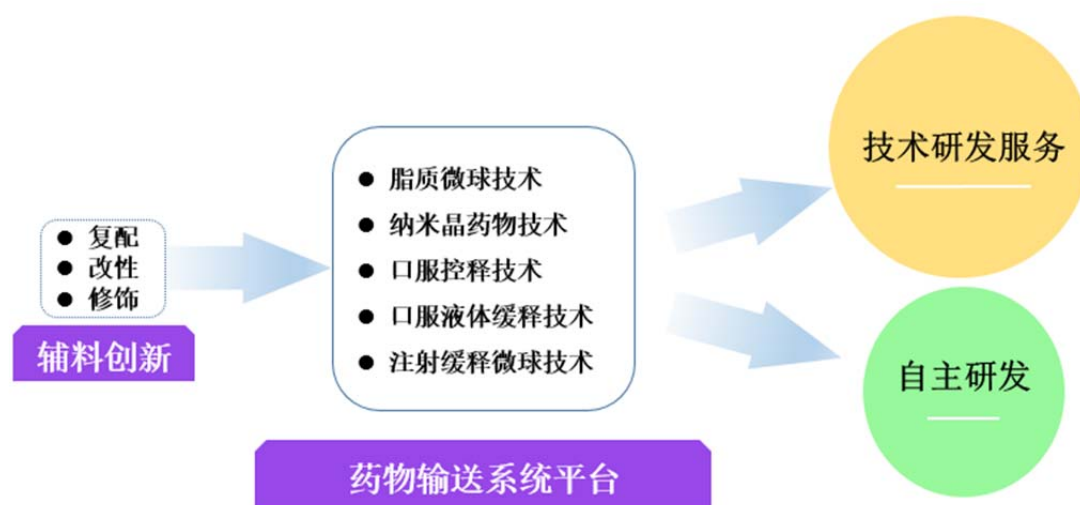 复配
改性
修饰
辅料创新
脂质微球技术
纳米晶药物技术
口服控释技术
口服液体缓释技术
注射缓释微球技术
药物输送系统平台
技术研发服务
自主研发